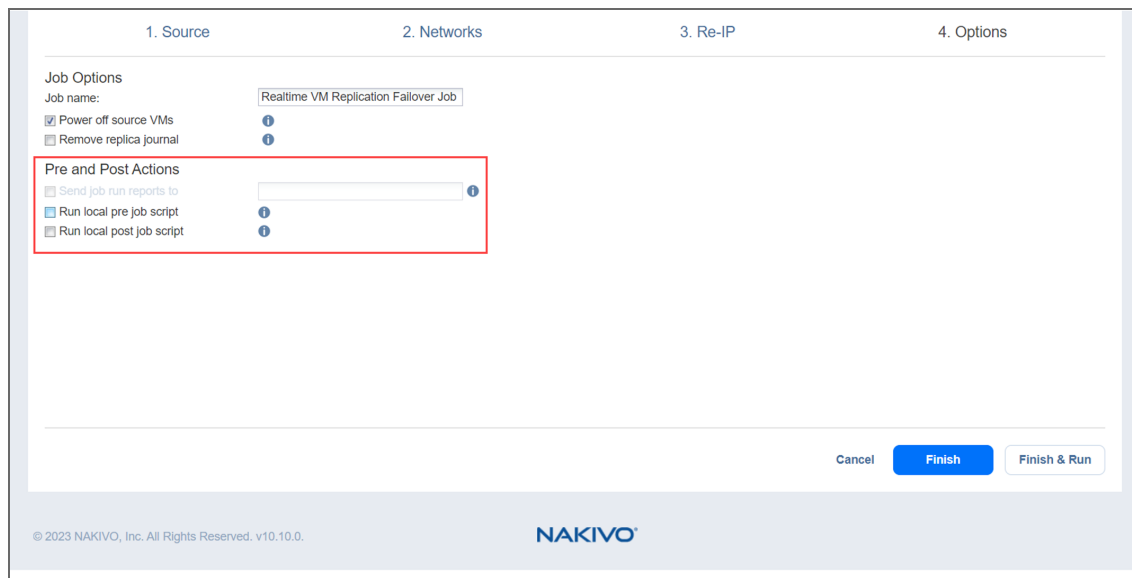 1. Source 2. Networks 3. Re-IP 4. Options
Job Options
Job name: Realtime VM Replication Failover Job
Power off source VMs
Remove replica journal
Pre and Post Actions
Send job run reports to
Run local pre job script
Run local post job script
Cancel Finish Finish & Run
© 2023 NAKIVO, Inc. All Rights Reserved. v10.10.0. NAKIVO®